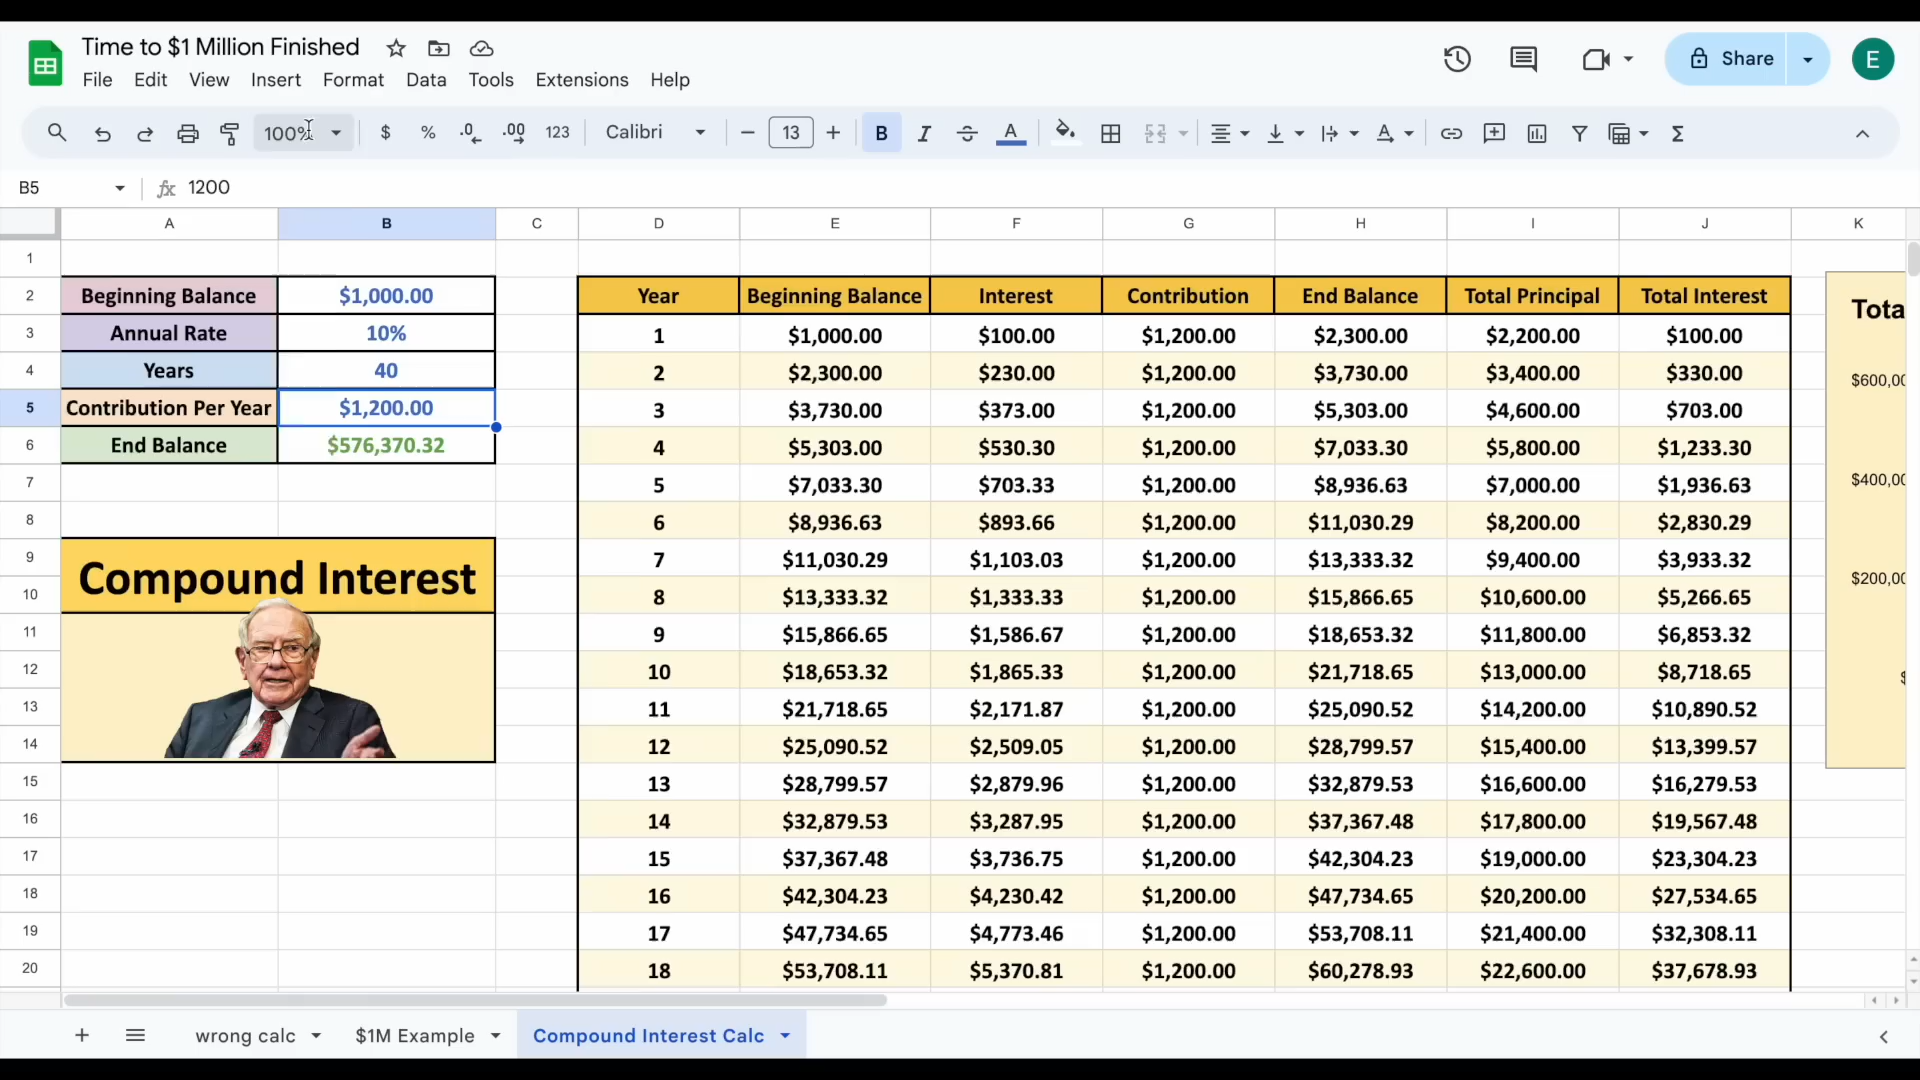 Time to $1 Million Finished
File Edit View Insert Format Data Tools Extensions Help
Share
E
100% $ % .0 .00 123 Calibri 13 B I A
B5 fx 1200
A B C D E F G H I J K
1
2 Beginning Balance $1,000.00 Year Beginning Balance Interest Contribution End Balance Total Principal Total Interest Tota
3 Annual Rate 10% 1 $1,000.00 $100.00 $1,200.00 $2,300.00 $2,200.00 $100.00
4 Years 40 2 $2,300.00 $230.00 $1,200.00 $3,730.00 $3,400.00 $330.00 $600,00
5 Contribution Per Year $1,200.00 3 $3,730.00 $373.00 $1,200.00 $5,303.00 $4,600.00 $703.00
6 End Balance $576,370.32 4 $5,303.00 $530.30 $1,200.00 $7,033.30 $5,800.00 $1,233.30
7 5 $7,033.30 $703.33 $1,200.00 $8,936.63 $7,000.00 $1,936.63 $400,00
8 6 $8,936.63 $893.66 $1,200.00 $11,030.29 $8,200.00 $2,830.29
9 7 $11,030.29 $1,103.03 $1,200.00 $13,333.32 $9,400.00 $3,933.32
Compound Interest
10 8 $13,333.32 $1,333.33 $1,200.00 $15,866.65 $10,600.00 $5,266.65 $200,00
11 9 $15,866.65 $1,586.67 $1,200.00 $18,653.32 $11,800.00 $6,853.32
12 10 $18,653.32 $1,865.33 $1,200.00 $21,718.65 $13,000.00 $8,718.65 $
13 11 $21,718.65 $2,171.87 $1,200.00 $25,090.52 $14,200.00 $10,890.52
14 12 $25,090.52 $2,509.05 $1,200.00 $28,799.57 $15,400.00 $13,399.57
15 13 $28,799.57 $2,879.96 $1,200.00 $32,879.53 $16,600.00 $16,279.53
16 14 $32,879.53 $3,287.95 $1,200.00 $37,367.48 $17,800.00 $19,567.48
17 15 $37,367.48 $3,736.75 $1,200.00 $42,304.23 $19,000.00 $23,304.23
18 16 $42,304.23 $4,230.42 $1,200.00 $47,734.65 $20,200.00 $27,534.65
19 17 $47,734.65 $4,773.46 $1,200.00 $53,708.11 $21,400.00 $32,308.11
20 18 $53,708.11 $5,370.81 $1,200.00 $60,278.93 $22,600.00 $37,678.93
wrong calc $1M Example Compound Interest Calc